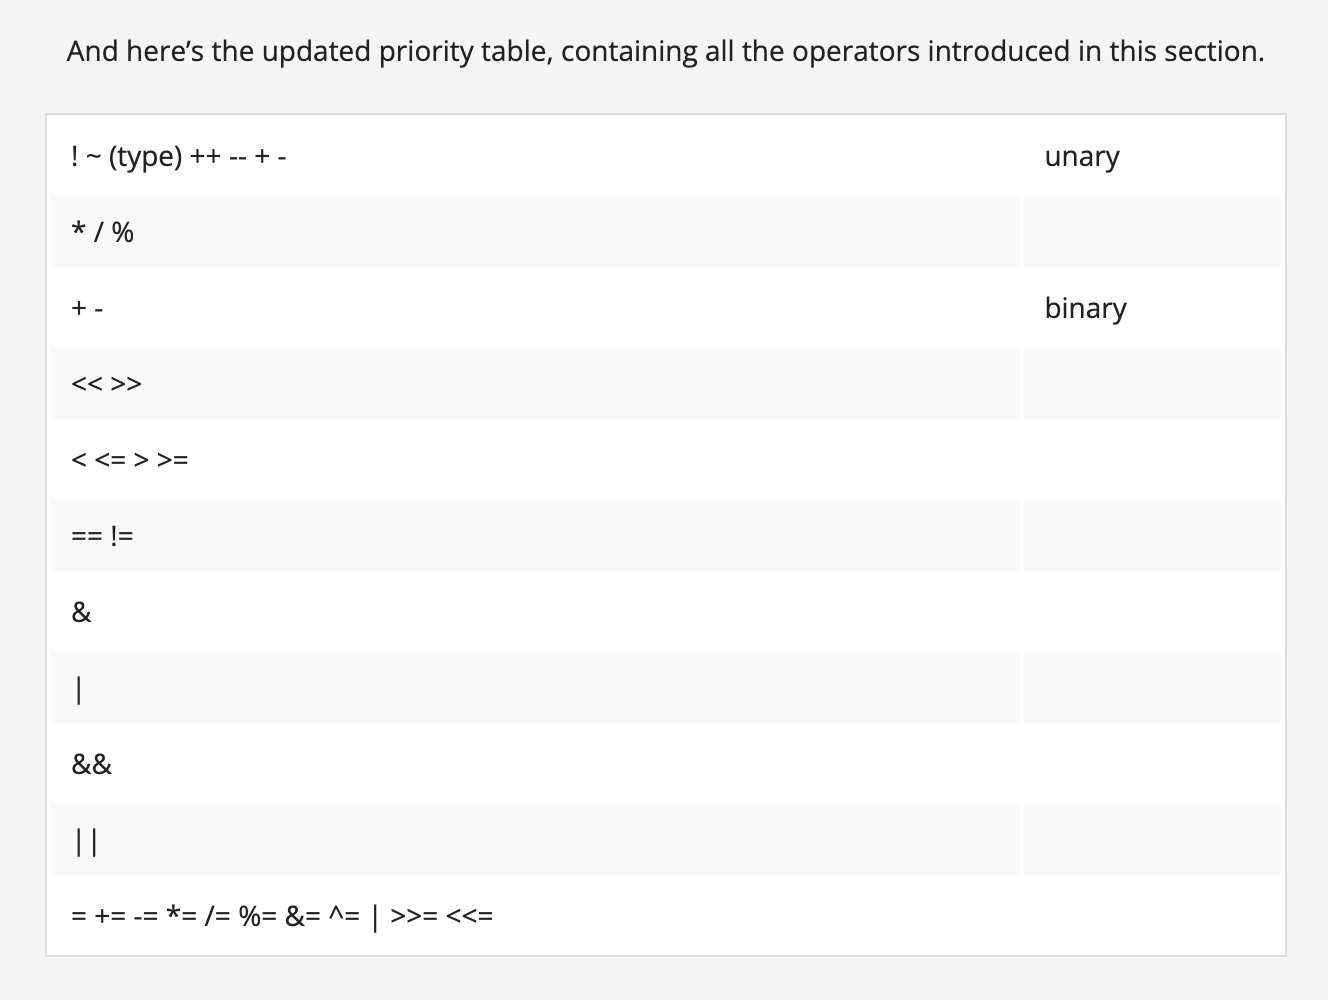 And here’s the updated priority table, containing all the operators introduced in this section.
! ~ (type) ++ -- + - unary
* / %
+ - binary
<< >>
< <= > >=
== !=
&
|
&&
||
= += -= *= /= %= &= ^= | >>= <<=